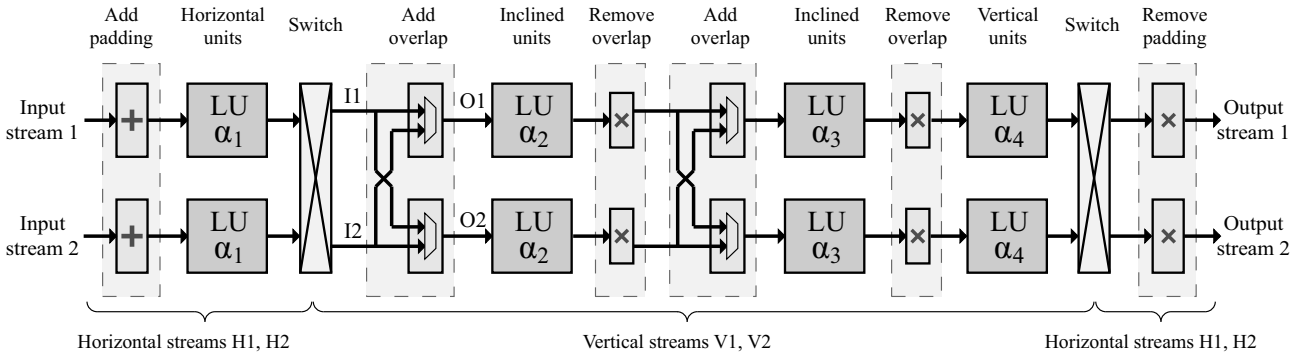 Add padding
Horizontal units
Switch
Add overlap
Inclined units
Remove overlap
Add overlap
Inclined units
Remove overlap
Vertical units
Switch
Remove padding
Input stream 1
+
LU α1
I1
O1
LU α2
×
LU α3
×
LU α4
×
Output stream 1
Input stream 2
+
LU α1
I2
O2
LU α2
×
LU α3
×
LU α4
×
Output stream 2
Horizontal streams H1, H2
Vertical streams V1, V2
Horizontal streams H1, H2